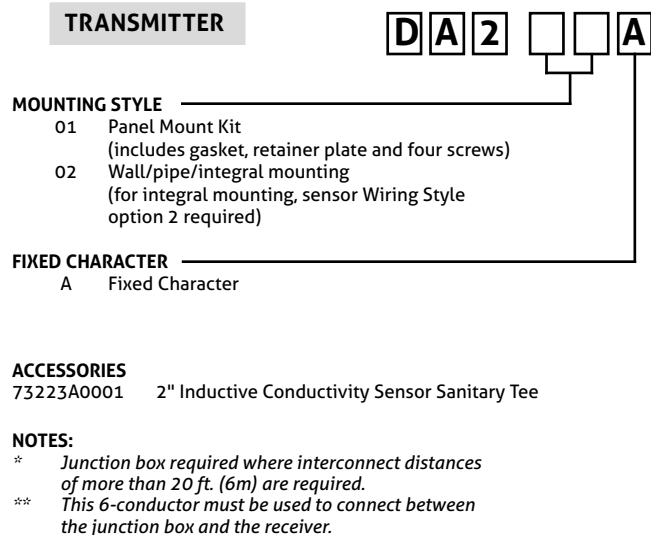 TRANSMITTER
D A 2 A
MOUNTING STYLE
01 Panel Mount Kit
(includes gasket, retainer plate and four screws)
02 Wall/pipe/integral mounting
(for integral mounting, sensor Wiring Style
option 2 required)
FIXED CHARACTER
A Fixed Character
ACCESSORIES
73223A0001 2" Inductive Conductivity Sensor Sanitary Tee
NOTES:
* Junction box required where interconnect distances
of more than 20 ft. (6m) are required.
** This 6-conductor must be used to connect between
the junction box and the receiver.